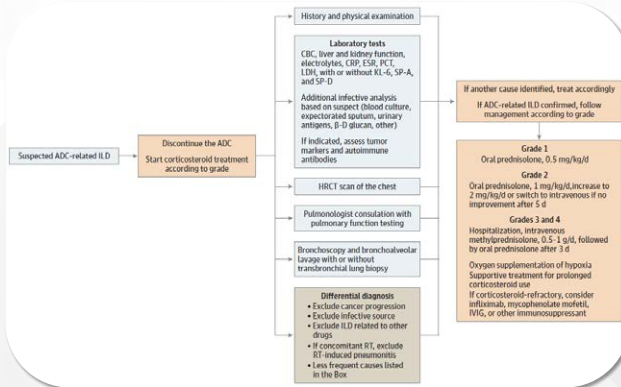 Suspected ADC-related ILD
Discontinue the ADC
Start corticosteroid treatment
according to grade
History and physical examination
Laboratory tests
CBC, liver and kidney function,
electrolytes, CRP, ESR, PCT,
LDH, with or without KL-6, SP-A,
and SP-D
Additional infective analysis
based on suspect (blood culture,
expectorated sputum, urinary
antigens, β-D glucan, other)
If indicated, assess tumor
markers and autoimmune
antibodies
HRCT scan of the chest
Pulmonologist consulation with
pulmonary function testing
Bronchoscopy and bronchoalveolar
lavage with or without
transbronchial lung biopsy
Differential diagnosis
• Exclude cancer progression
• Exclude infective source
• Exclude ILD related to other
drugs
• If concomitant RT, exclude
RT-induced pneumonitis
• Less frequent causes listed
in the Box
If another cause identified, treat accordingly
If ADC-related ILD confirmed, follow
management according to grade
Grade 1
Oral prednisolone, 0.5 mg/kg/d
Grade 2
Oral prednisolone, 1 mg/kg/d,increase to
2 mg/kg/d or switch to intravenous if no
improvement after 5 d
Grades 3 and 4
Hospitalization, intravenous
methylprednisolone, 0.5-1 g/d, followed
by oral prednisolone after 3 d
Oxygen supplementation of hypoxia
Supportive treatment for prolonged
corticosteroid use
If corticosteroid-refractory, consider
infliximab, mycophenolate mofetil,
IVIG, or other immunosuppressant